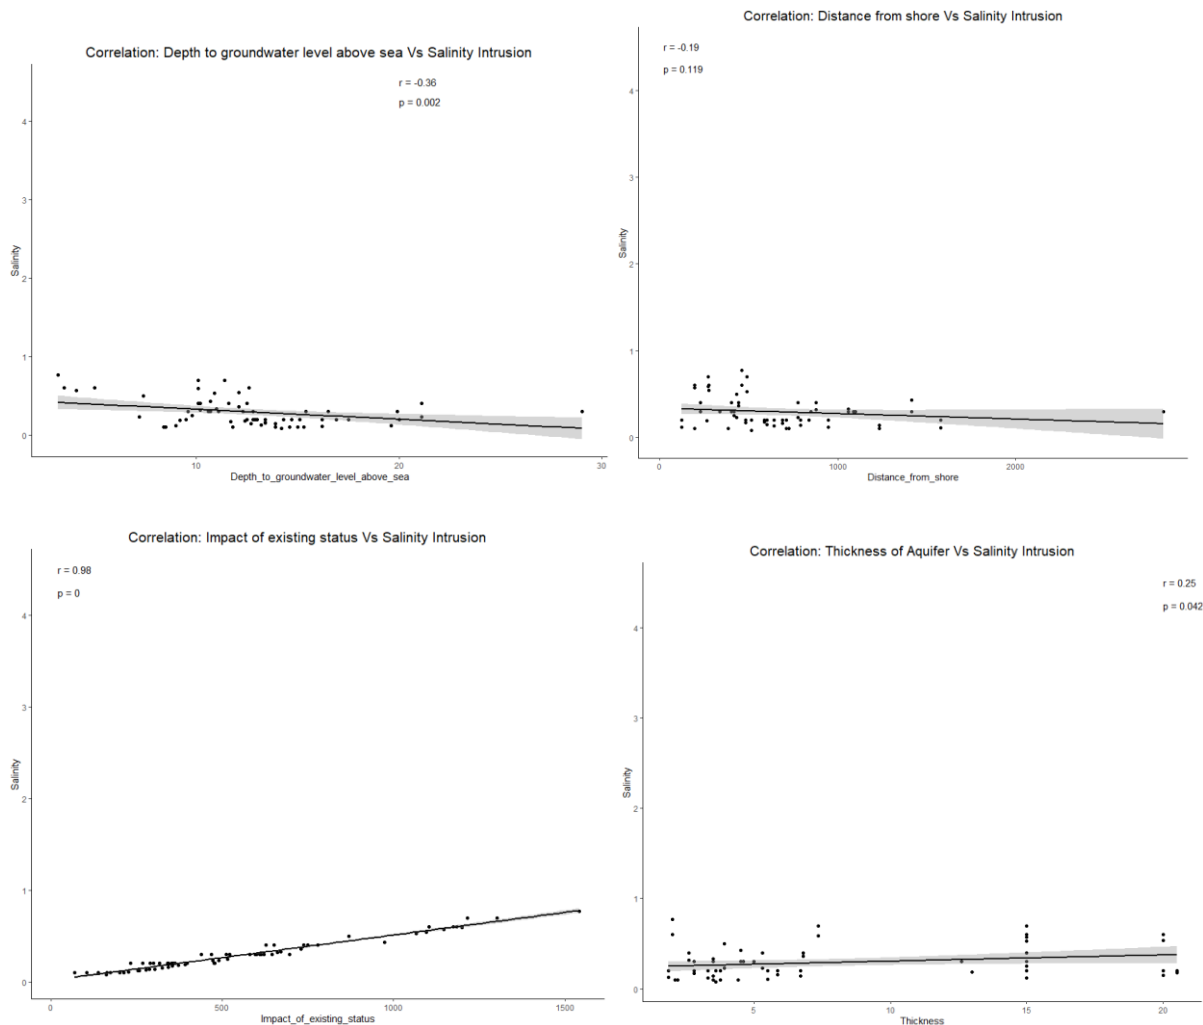 Correlation: Depth to groundwater level above sea Vs Salinity Intrusion
r = -0.36
p = 0.002
4
3
2
1
0
Salinity
10
20
30
Depth_to_groundwater_level_above_sea
Correlation: Distance from shore Vs Salinity Intrusion
r = -0.19
p = 0.119
4
3
2
1
0
Salinity
0
1000
2000
Distance_from_shore
Correlation: Impact of existing status Vs Salinity Intrusion
r = 0.98
p = 0
4
3
2
1
0
Salinity
0
500
1000
1500
Impact_of_existing_status
Correlation: Thickness of Aquifer Vs Salinity Intrusion
r = 0.25
p = 0.042
4
3
2
1
0
Salinity
5
10
15
20
Thickness